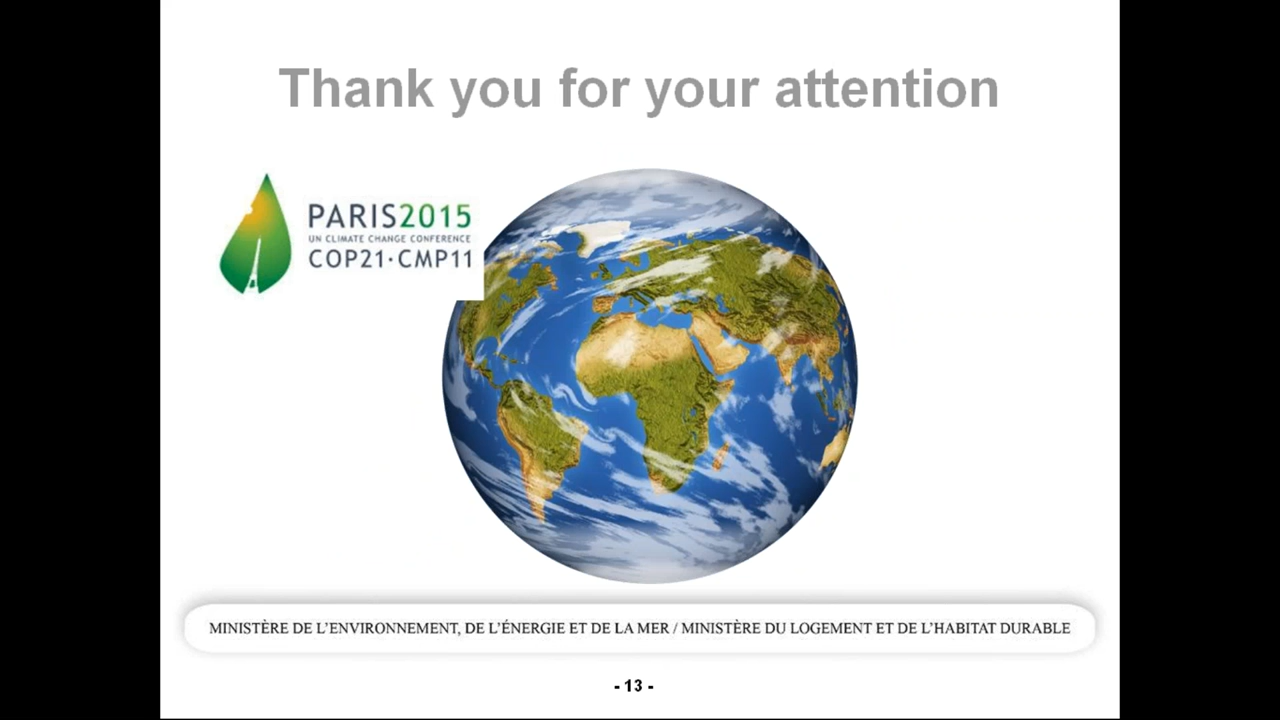 Thank you for your attention
PARIS2015
UN CLIMATE CHANGE CONFERENCE
COP21·CMP11
MINISTÈRE DE L'ENVIRONNEMENT, DE L'ÉNERGIE ET DE LA MER / MINISTÈRE DU LOGEMENT ET DE L'HABITAT DURABLE
- 13 -